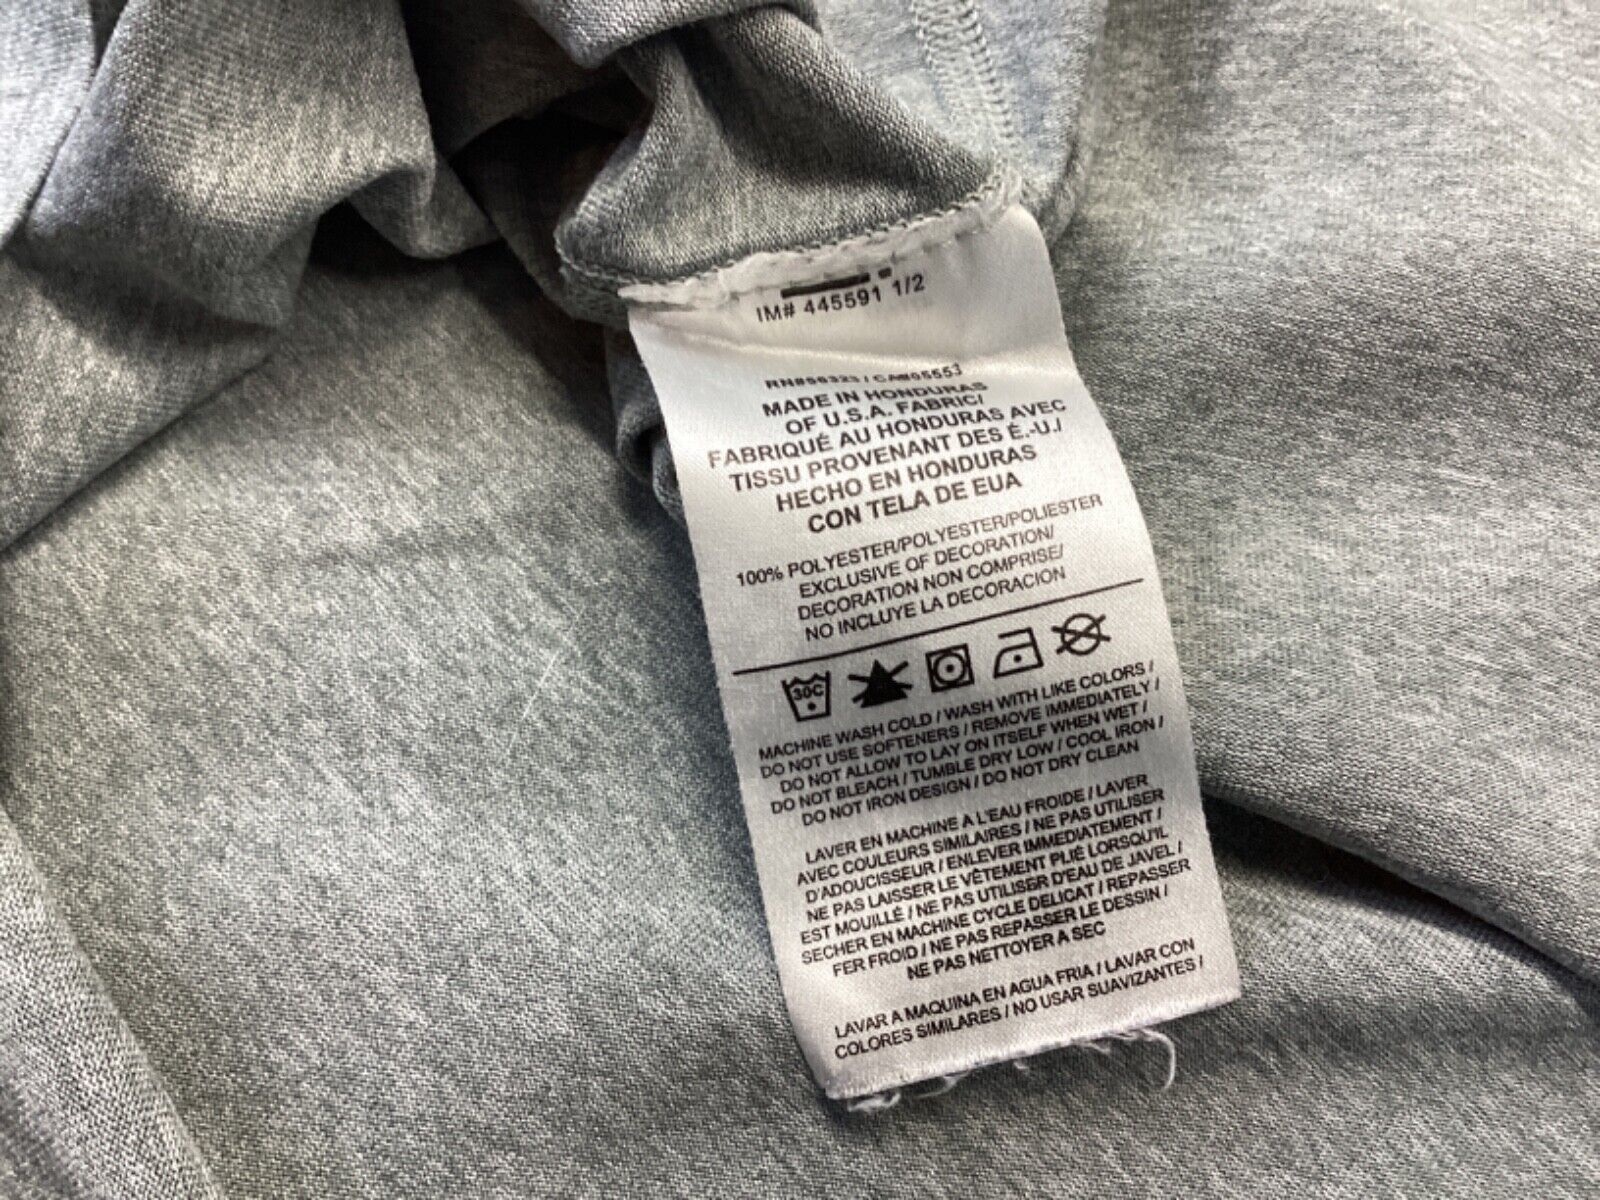 IM# 445591 1/2
RN#56323 / CA#05553
MADE IN HONDURAS
OF U.S.A. FABRIC/
FABRIQUÉ AU HONDURAS AVEC
TISSU PROVENANT DES É.-U./
HECHO EN HONDURAS
CON TELA DE EUA
100% POLYESTER/POLYESTER/POLIESTER
EXCLUSIVE OF DECORATION/
DECORATION NON COMPRISE/
NO INCLUYE LA DECORACION
30C
MACHINE WASH COLD / WASH WITH LIKE COLORS /
DO NOT USE SOFTENERS / REMOVE IMMEDIATELY /
DO NOT ALLOW TO LAY ON ITSELF WHEN WET /
DO NOT BLEACH / TUMBLE DRY LOW / COOL IRON /
DO NOT IRON DESIGN / DO NOT DRY CLEAN
LAVER EN MACHINE A L'EAU FROIDE / LAVER
AVEC COULEURS SIMILAIRES / NE PAS UTILISER
D'ADOUCISSEUR / ENLEVER IMMEDIATEMENT /
NE PAS LAISSER LE VÊTEMENT PLIÉ LORSQU'IL
EST MOUILLÉ / NE PAS UTILISER D'EAU DE JAVEL /
SECHER EN MACHINE CYCLE DELICAT / REPASSER
FER FROID / NE PAS REPASSER LE DESSIN /
NE PAS NETTOYER A SEC
LAVAR A MAQUINA EN AGUA FRIA / LAVAR CON
COLORES SIMILARES / NO USAR SUAVIZANTES /